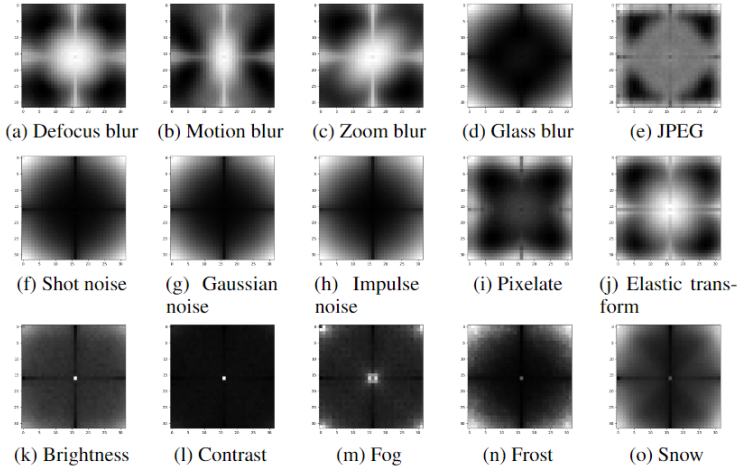 (a) Defocus blur (b) Motion blur (c) Zoom blur (d) Glass blur (e) JPEG
(f) Shot noise (g) Gaussian noise (h) Impulse noise (i) Pixelate (j) Elastic trans-
form
(k) Brightness (l) Contrast (m) Fog (n) Frost (o) Snow